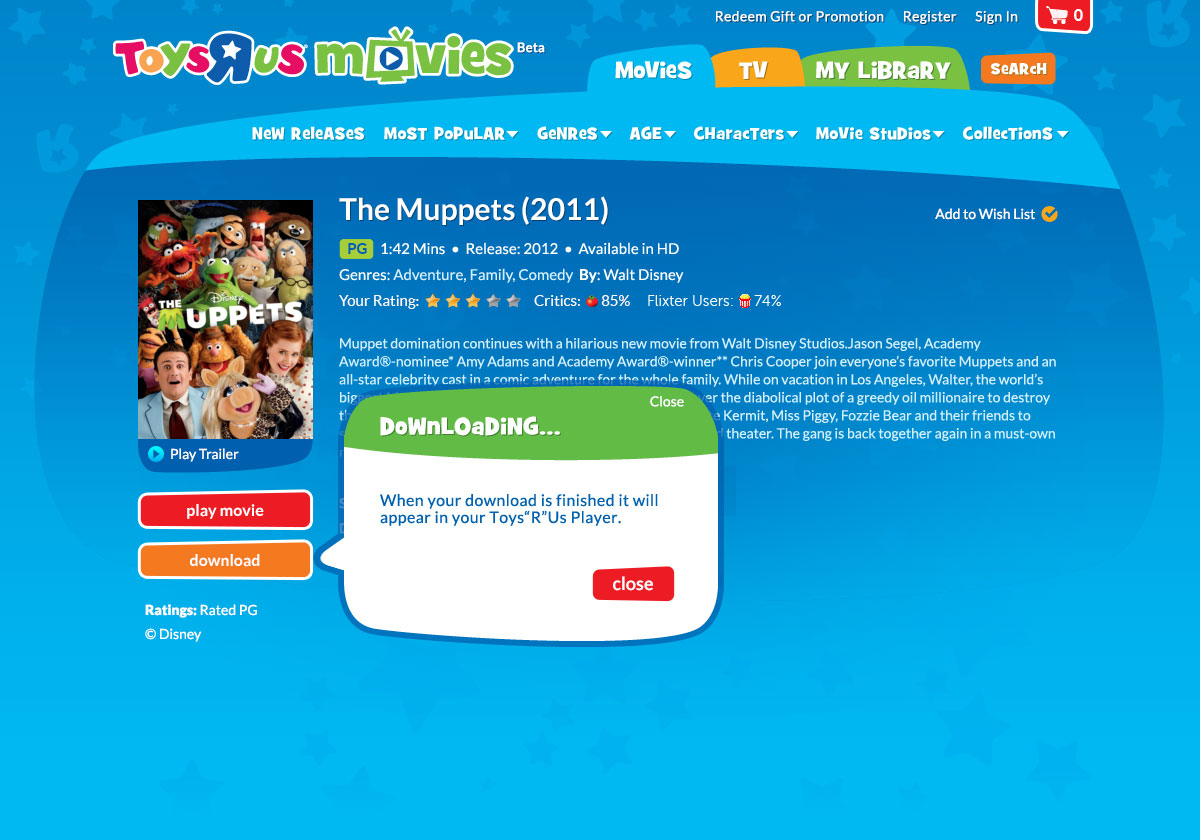 Redeem Gift or Promotion Register Sign In 0
ToysЯUs movies Beta
MoVieS TV MY LiBRaRY SeARcH
NeW ReleASeS MoST PoPuLAR GeNReS AGE CHaracTers MoVie StuDios CollecTionS
The Muppets (2011)
Add to Wish List
PG 1:42 Mins • Release: 2012 • Available in HD
Genres: Adventure, Family, Comedy By: Walt Disney
Your Rating: Critics: 85% Flixter Users: 74%
Disney
THE
MUPPETS
Muppet domination continues with a hilarious new movie from Walt Disney Studios.Jason Segel, Academy
Award®-nominee* Amy Adams and Academy Award®-winner** Chris Cooper join everyone's favorite Muppets and an
all-star celebrity cast in a comic adventure for the whole family. While on vacation in Los Angeles, Walter, the world's
the diabolical plot of a greedy oil millionaire to destroy
Kermit, Miss Piggy, Fozzie Bear and their friends to
theater. The gang is back together again in a must-own
Play Trailer
play movie
download
Ratings: Rated PG
© Disney
Close
DoWnLOaDiNG...
When your download is finished it will
appear in your Toys“R”Us Player.
close